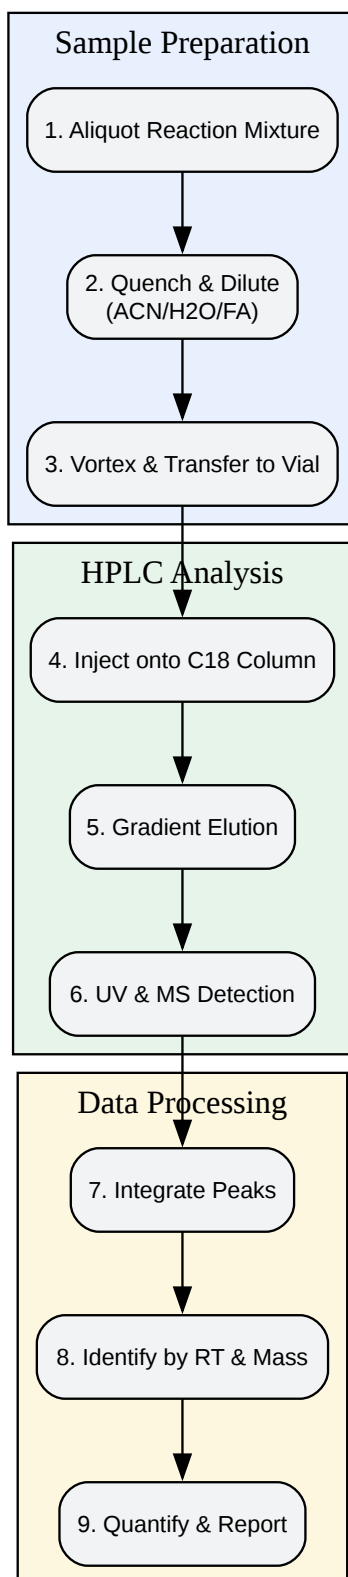 Sample Preparation
1. Aliquot Reaction Mixture
2. Quench & Dilute
(ACN/H2O/FA)
3. Vortex & Transfer to Vial
HPLC Analysis
4. Inject onto C18 Column
5. Gradient Elution
6. UV & MS Detection
Data Processing
7. Integrate Peaks
8. Identify by RT & Mass
9. Quantify & Report